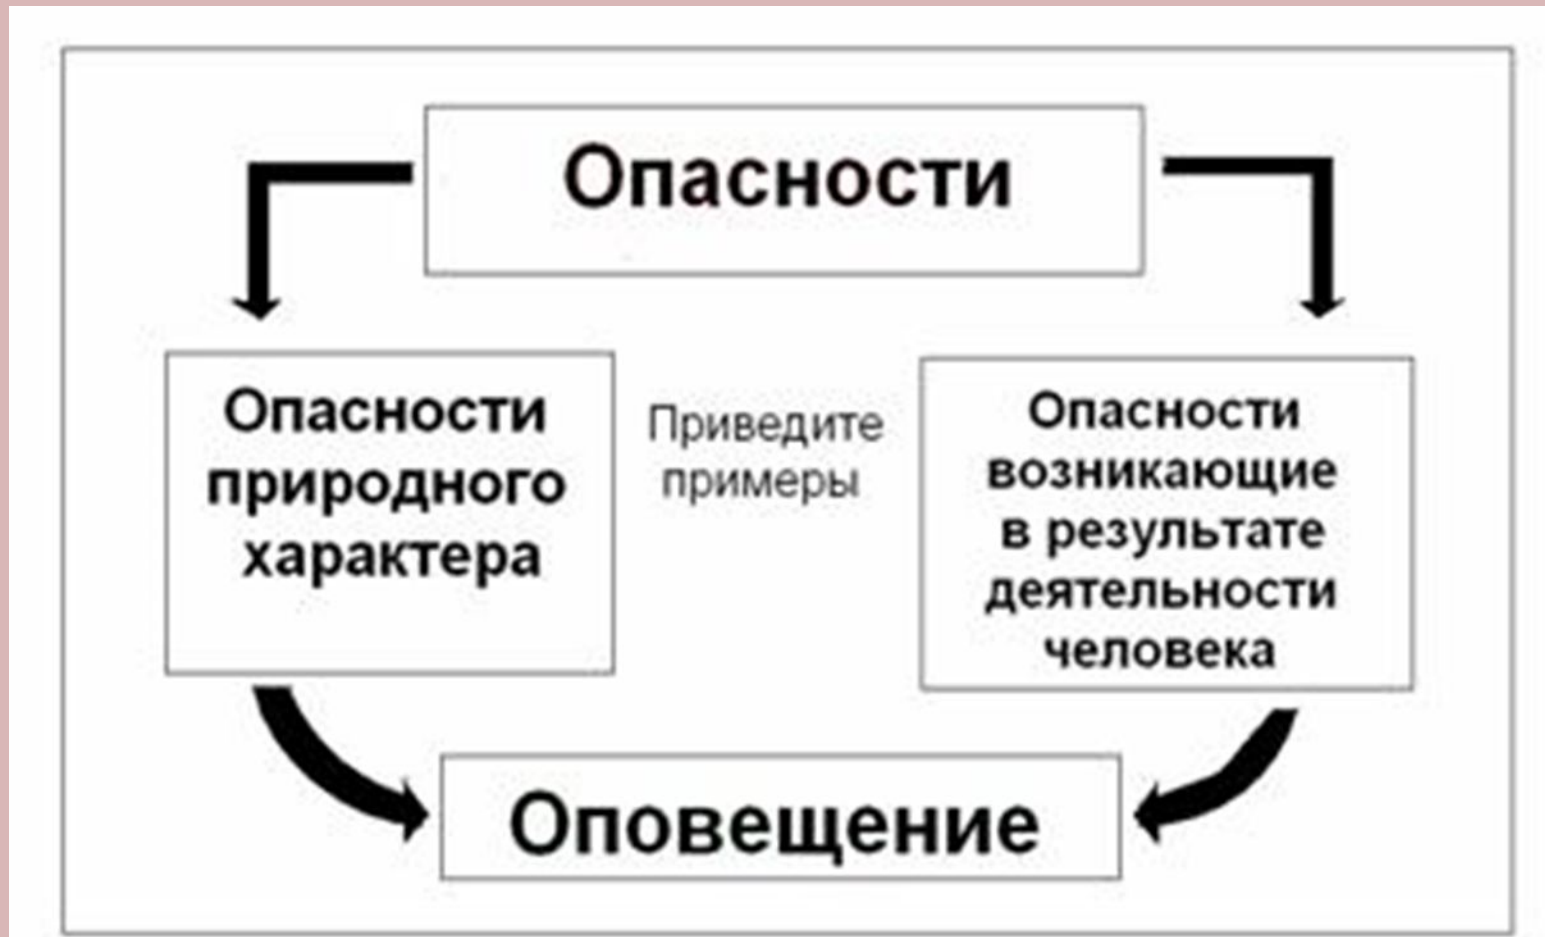 Опасности
Опасности
природного
характера
Приведите
примеры
Опасности
возникающие
в результате
деятельности
человека
Оповещение